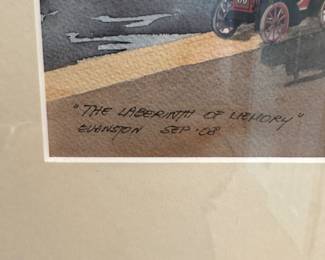 "THE LABERINTH OF MEMORY"
EVANSTON SEP '08